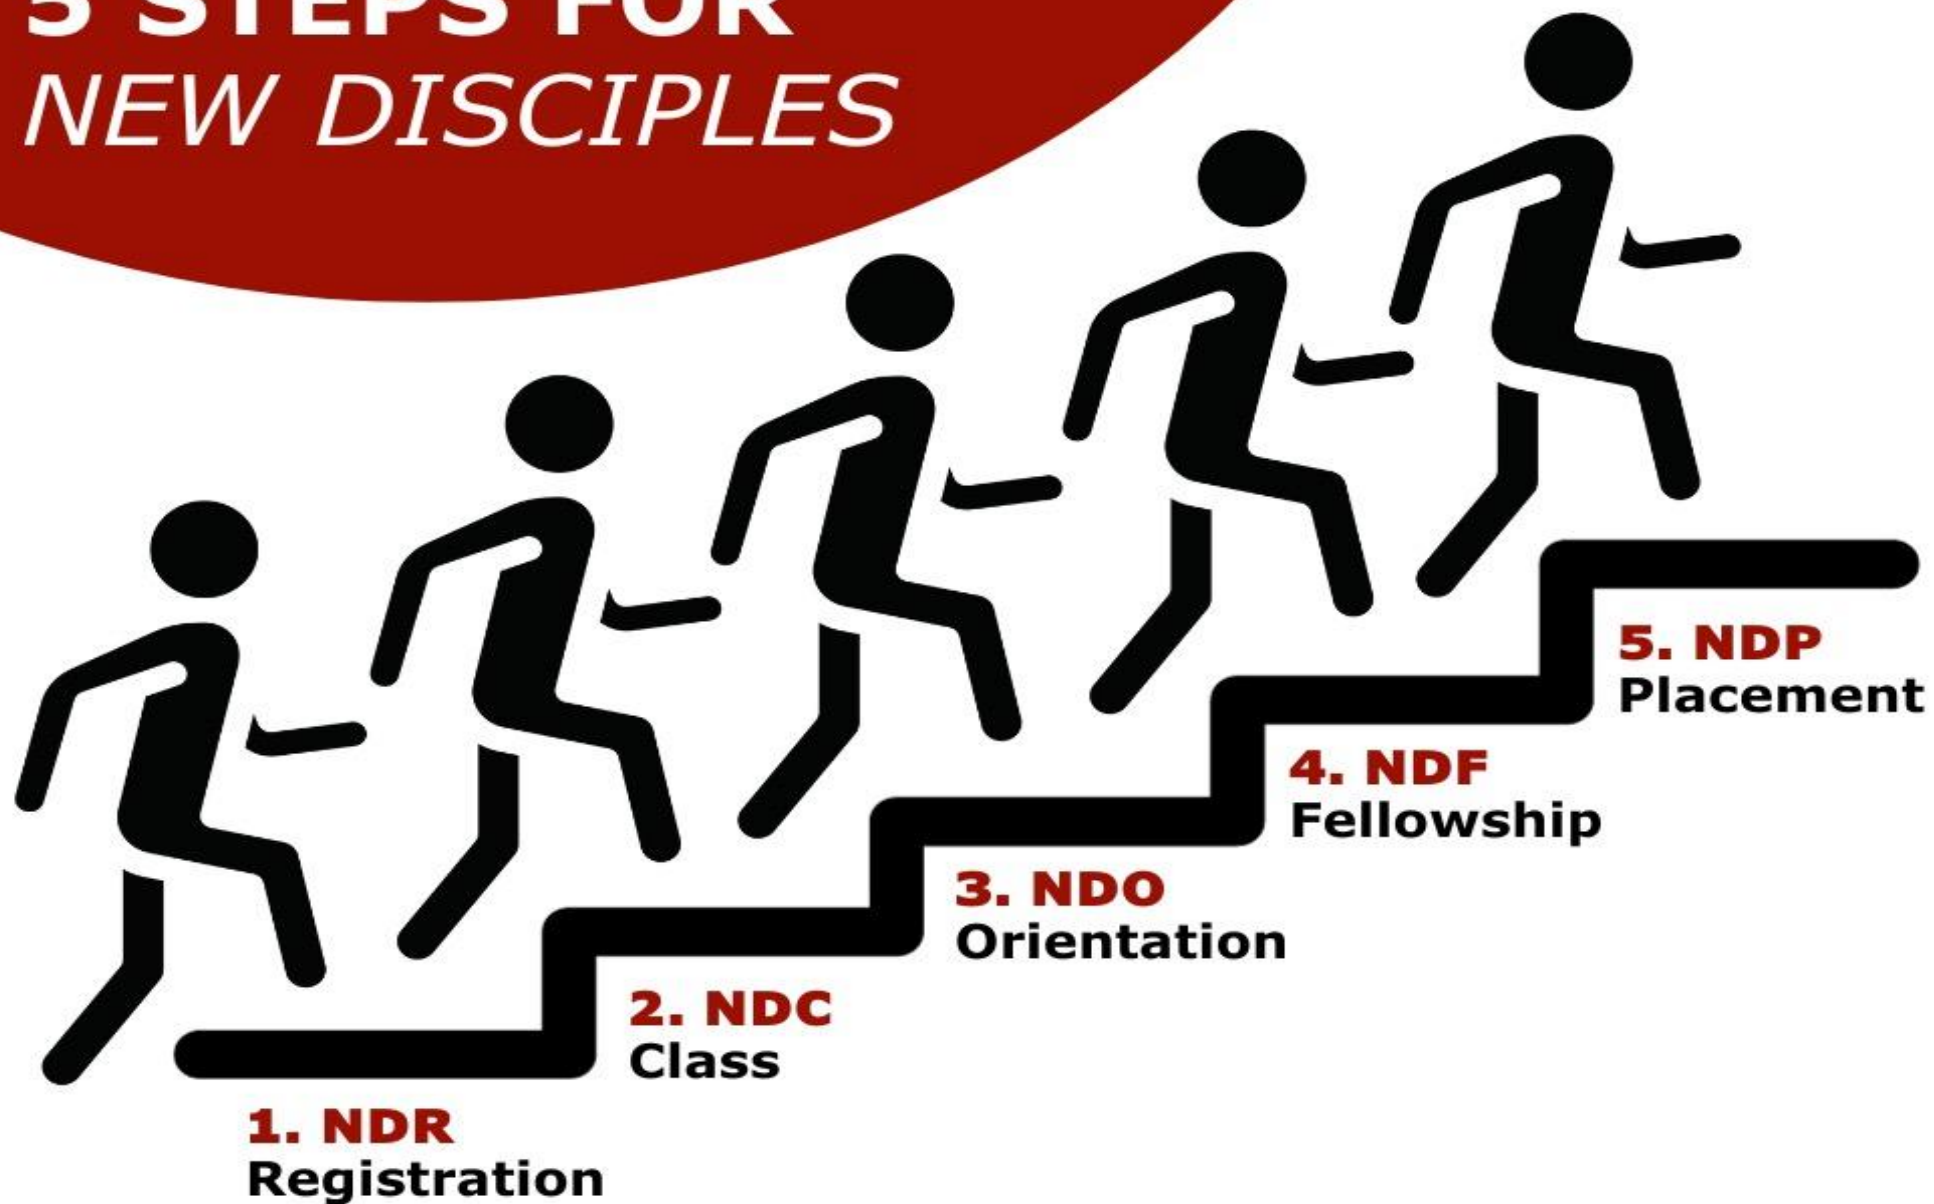 5 STEPS FOR
NEW DISCIPLES
5. NDP
Placement
4. NDF
Fellowship
3. NDO
Orientation
2. NDC
Class
1. NDR
Registration